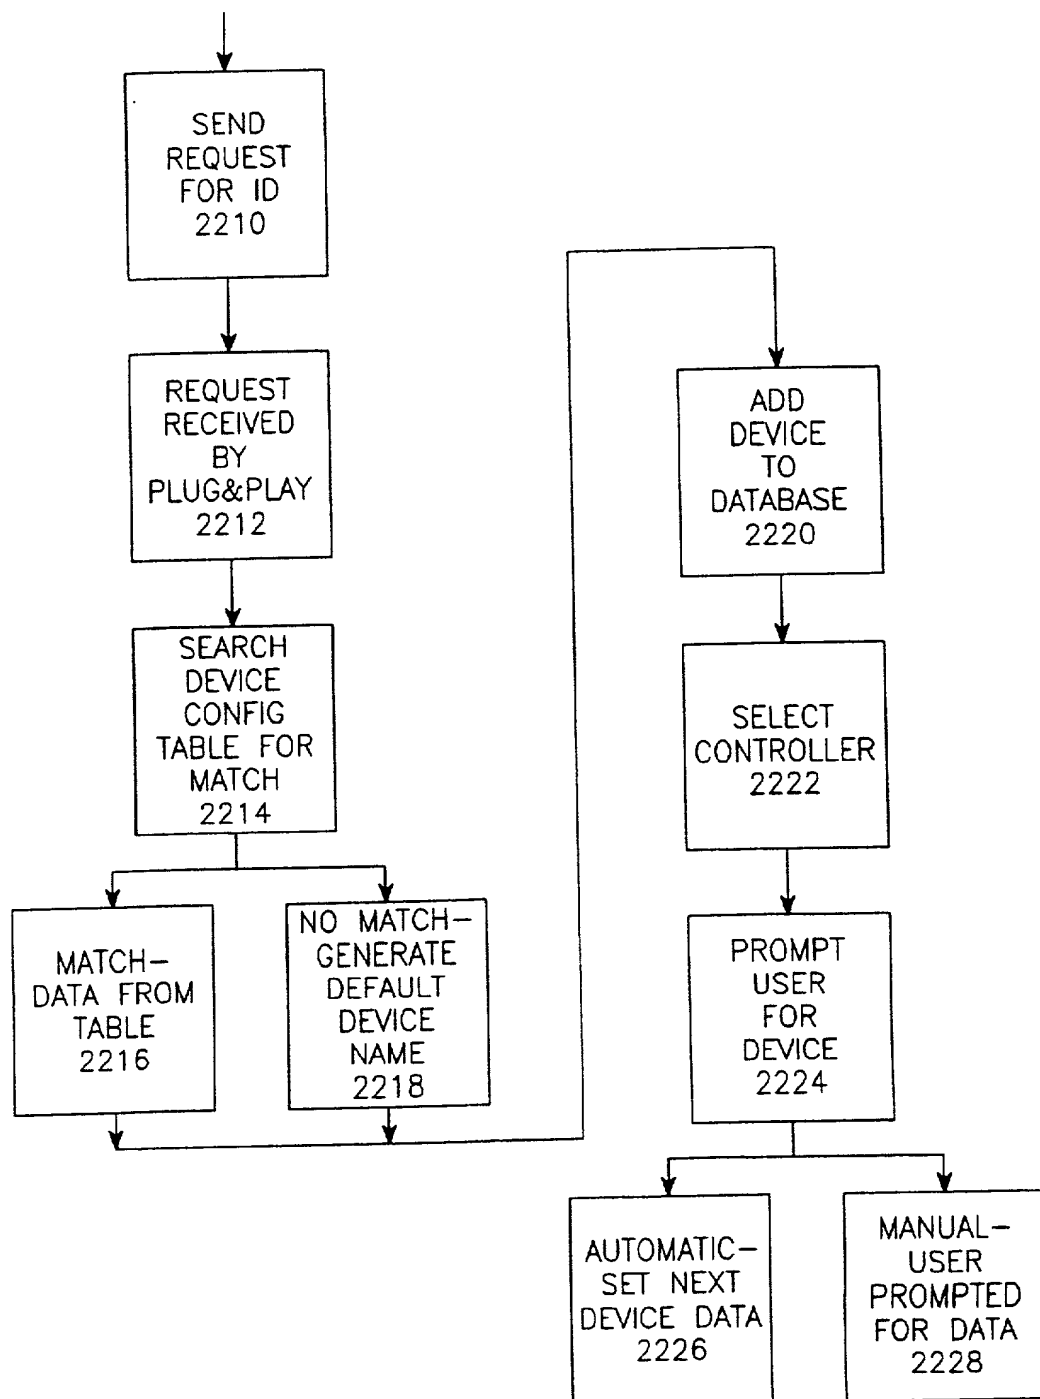 SEND
REQUEST
FOR ID
2210
REQUEST
RECEIVED
BY
PLUG&PLAY
2212
SEARCH
DEVICE
CONFIG
TABLE FOR
MATCH
2214
MATCH–
DATA FROM
TABLE
2216
NO MATCH–
GENERATE
DEFAULT
DEVICE
NAME
2218
ADD
DEVICE
TO
DATABASE
2220
SELECT
CONTROLLER
2222
PROMPT
USER
FOR
DEVICE
2224
AUTOMATIC–
SET NEXT
DEVICE DATA
2226
MANUAL–
USER
PROMPTED
FOR DATA
2228